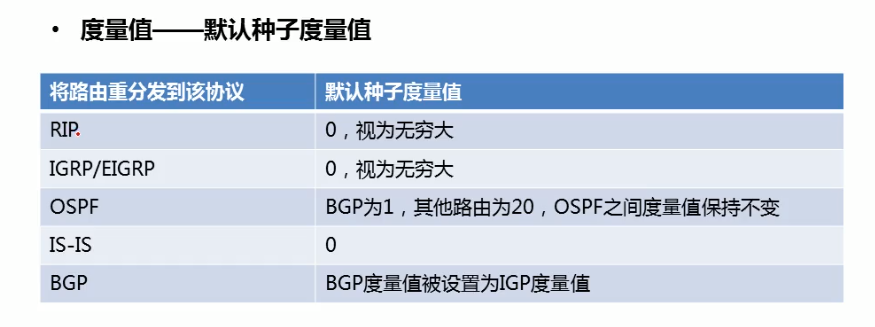 • 度量值——默认种子度量值
将路由重分发到该协议 默认种子度量值
RIP 0，视为无穷大
IGRP/EIGRP 0，视为无穷大
OSPF BGP为1，其他路由为20，OSPF之间度量值保持不变
IS-IS 0
BGP BGP度量值被设置为IGP度量值